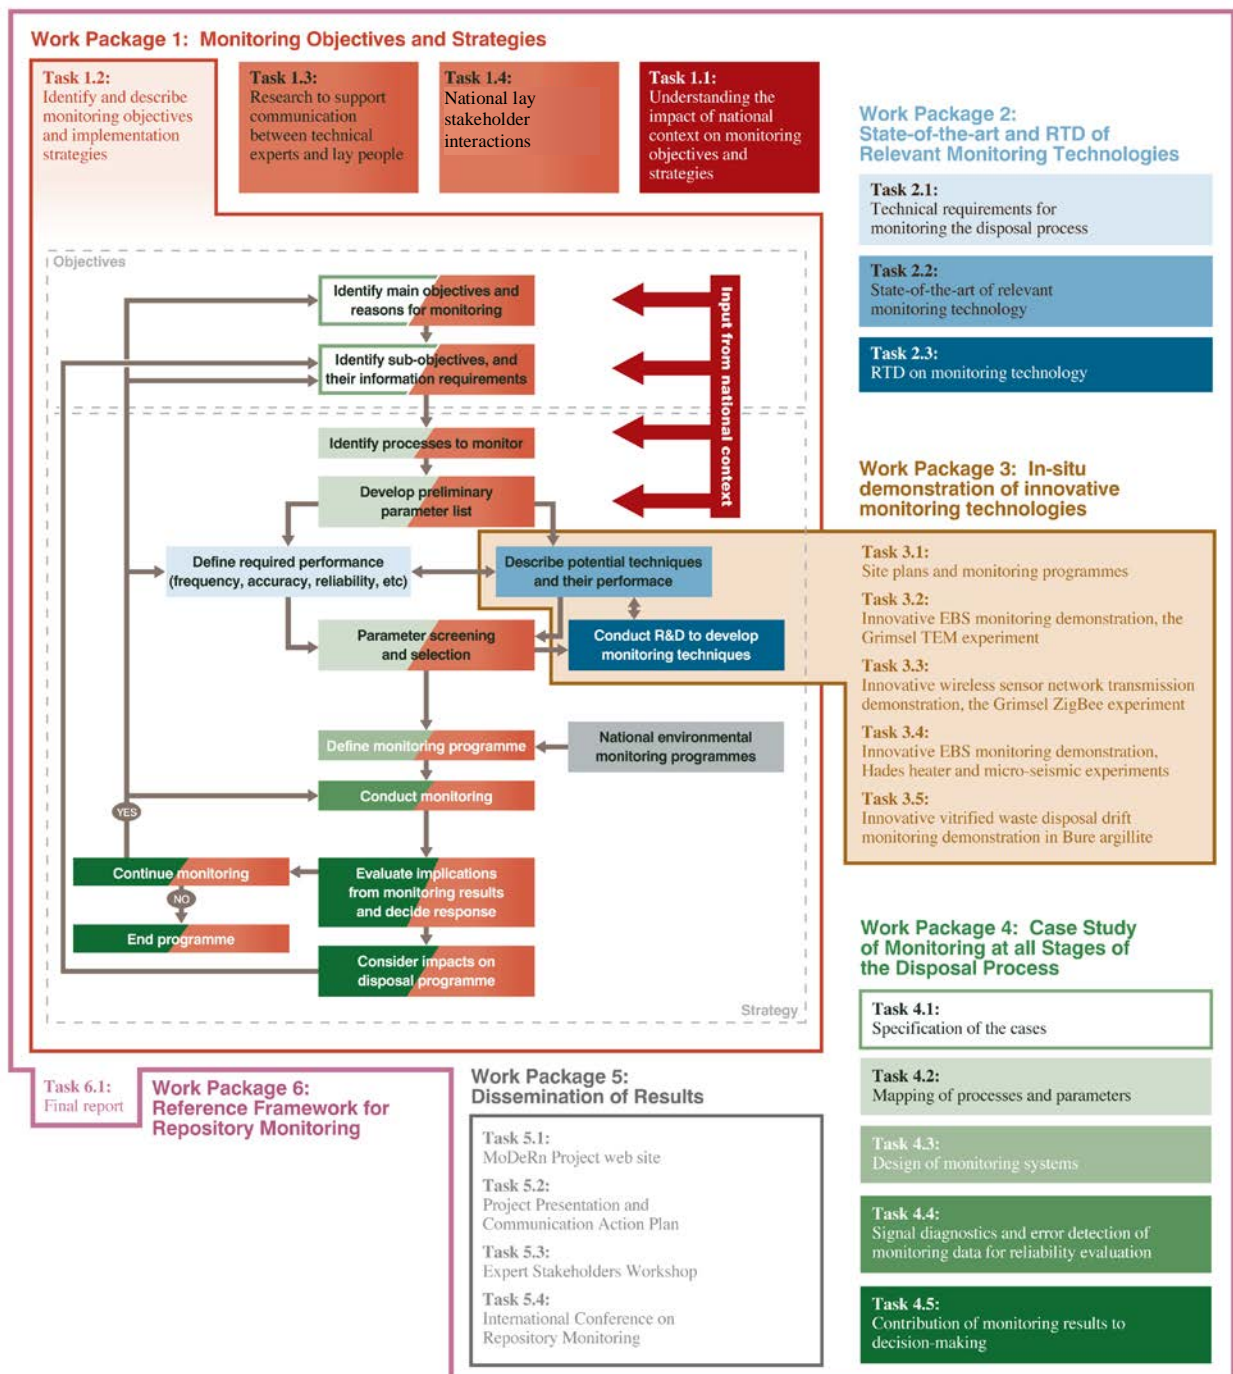 Work Package 1: Monitoring Objectives and Strategies
Task 1.2:
Identify and describe
monitoring objectives
and implementation
strategies
Task 1.3:
Research to support
communication
between technical
experts and lay people
Task 1.4:
National lay
stakeholder
interactions
Task 1.1:
Understanding the
impact of national
context on monitoring
objectives and
strategies
Work Package 2:
State-of-the-art and RTD of
Relevant Monitoring Technologies
Task 2.1:
Technical requirements for
monitoring the disposal process
Task 2.2:
State-of-the-art of relevant
monitoring technology
Task 2.3:
RTD on monitoring technology
Objectives
Identify main objectives and
reasons for monitoring
Identify sub-objectives, and
their information requirements
Input from national context
Identify processes to monitor
Develop preliminary
parameter list
Define required performance
(frequency, accuracy, reliability, etc)
Describe potential techniques
and their performace
Parameter screening
and selection
Conduct R&D to develop
monitoring techniques
Define monitoring programme
National environmental
monitoring programmes
Conduct monitoring
YES
Continue monitoring
Evaluate implications
from monitoring results
and decide response
NO
End programme
Consider impacts on
disposal programme
Strategy
Work Package 3: In-situ
demonstration of innovative
monitoring technologies
Task 3.1:
Site plans and monitoring programmes
Task 3.2:
Innovative EBS monitoring demonstration, the
Grimsel TEM experiment
Task 3.3:
Innovative wireless sensor network transmission
demonstration, the Grimsel ZigBee experiment
Task 3.4:
Innovative EBS monitoring demonstration,
Hades heater and micro-seismic experiments
Task 3.5:
Innovative vitrified waste disposal drift
monitoring demonstration in Bure argillite
Work Package 4: Case Study
of Monitoring at all Stages of
the Disposal Process
Task 4.1:
Specification of the cases
Task 4.2:
Mapping of processes and parameters
Task 4.3:
Design of monitoring systems
Task 4.4:
Signal diagnostics and error detection of
monitoring data for reliability evaluation
Task 4.5:
Contribution of monitoring results to
decision-making
Task 6.1:
Final report
Work Package 6:
Reference Framework for
Repository Monitoring
Work Package 5:
Dissemination of Results
Task 5.1:
MoDeRn Project web site
Task 5.2:
Project Presentation and
Communication Action Plan
Task 5.3:
Expert Stakeholders Workshop
Task 5.4:
International Conference on
Repository Monitoring